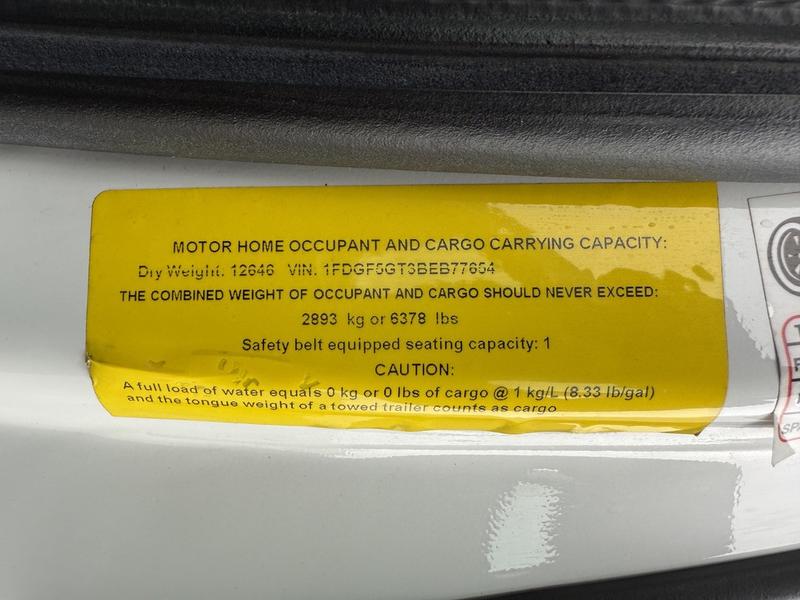 MOTOR HOME OCCUPANT AND CARGO CARRYING CAPACITY:
Dry Weight. 12646 VIN. 1FDGF5GT3BEB77654
THE COMBINED WEIGHT OF OCCUPANT AND CARGO SHOULD NEVER EXCEED:
2893 kg or 6378 lbs
Safety belt equipped seating capacity: 1
CAUTION:
A full load of water equals 0 kg or 0 lbs of cargo @ 1 kg/L (8.33 lb/gal)
and the tongue weight of a towed trailer counts as cargo